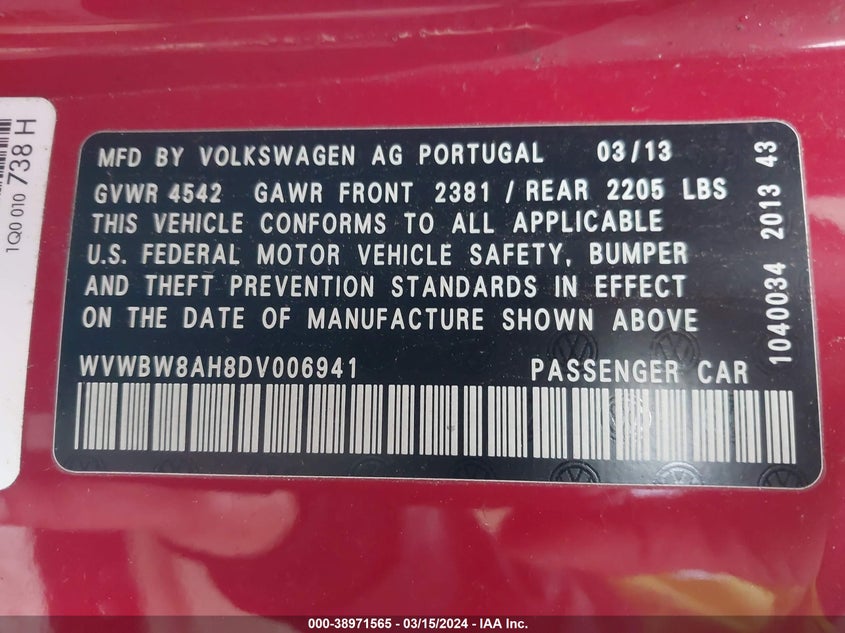 MFD BY VOLKSWAGEN AG PORTUGAL 03/13
GVWR 4542 GAWR FRONT 2381 / REAR 2205 LBS
THIS VEHICLE CONFORMS TO ALL APPLICABLE
U.S. FEDERAL MOTOR VEHICLE SAFETY, BUMPER
AND THEFT PREVENTION STANDARDS IN EFFECT
ON THE DATE OF MANUFACTURE SHOWN ABOVE
WVWBW8AH8DV006941 PASSENGER CAR
1040034 2013 43
1Q0 010 738 H
000-38971565 - 03/15/2024 - IAA Inc.